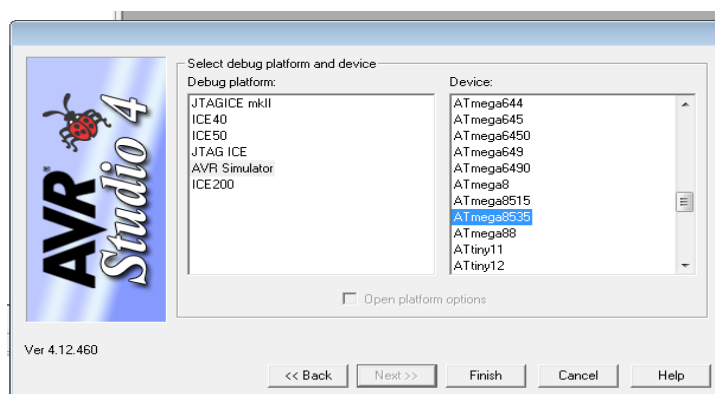 Select debug platform and device
Debug platform:
JTAGICE mkII
ICE40
ICE50
JTAG ICE
AVR Simulator
ICE200
Device:
ATmega644
ATmega645
ATmega6450
ATmega649
ATmega6490
ATmega8
ATmega8515
ATmega8535
ATmega88
ATtiny11
ATtiny12
Open platform options
AVR
Studio 4
Ver 4.12.460
<< Back
Next >>
Finish
Cancel
Help